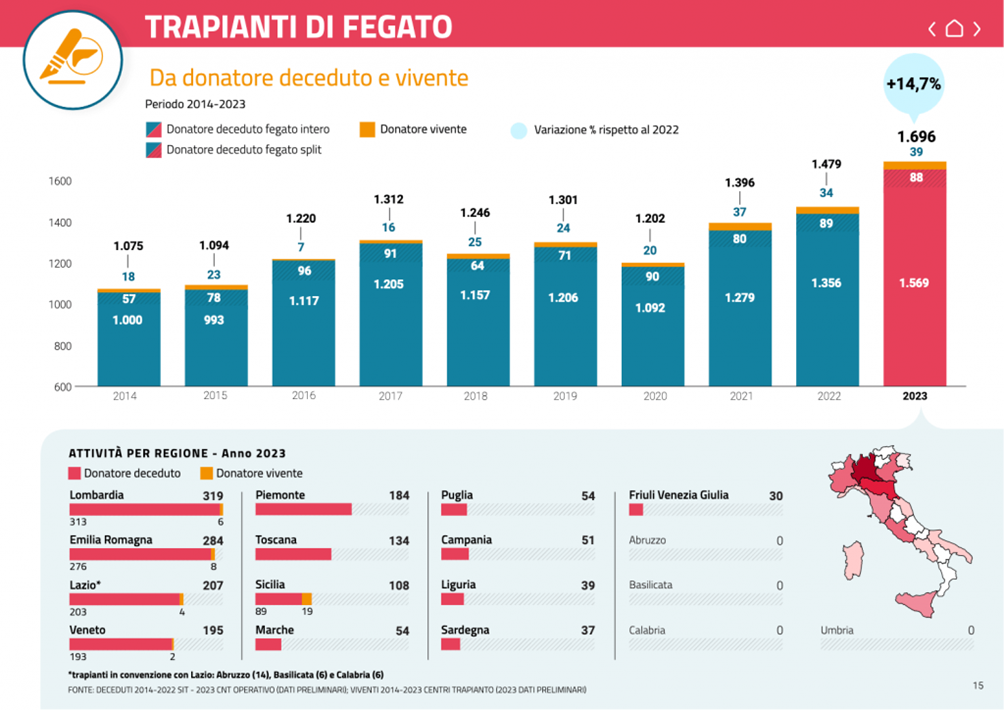 TRAPIANTI DI FEGATO
Da donatore deceduto e vivente
Periodo 2014-2023
Donatore deceduto fegato intero
Donatore vivente
Variazione % rispetto al 2022
Donatore deceduto fegato split
+14,7%
1600
1400
1200
1000
800
600
1.075
18
57
1.000
2014
1.094
23
78
993
2015
1.220
7
96
1.117
2016
1.312
16
91
1.205
2017
1.246
25
64
1.157
2018
1.301
24
71
1.206
2019
1.202
20
90
1.092
2020
1.396
37
80
1.279
2021
1.479
34
89
1.356
2022
1.696
39
88
1.569
2023
ATTIVITÀ PER REGIONE - Anno 2023
Donatore deceduto
Donatore vivente
Lombardia 319
313 6
Emilia Romagna 284
276 8
Lazio* 207
203 4
Veneto 195
193 2
Piemonte 184
Toscana 134
Sicilia 108
89 19
Marche 54
Puglia 54
Campania 51
Liguria 39
Sardegna 37
Friuli Venezia Giulia 30
Abruzzo 0
Basilicata 0
Calabria 0
Umbria 0
*trapianti in convenzione con Lazio: Abruzzo (14), Basilicata (6) e Calabria (6)
FONTE: DECEDUTI 2014-2022 SIT - 2023 CNT OPERATIVO (DATI PRELIMINARI); VIVENTI 2014-2023 CENTRI TRAPIANTO (2023 DATI PRELIMINARI)
15